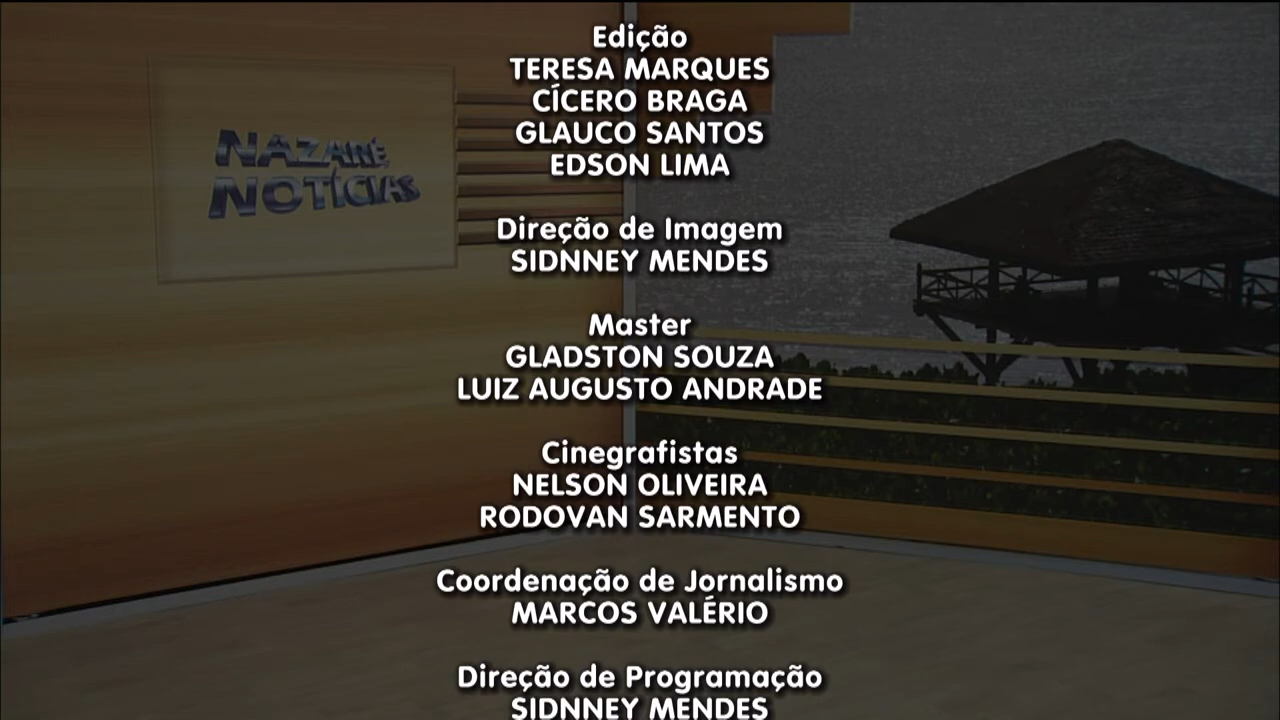 NAZARÉ
NOTÍCIAS
Edição
TERESA MARQUES
CÍCERO BRAGA
GLAUCO SANTOS
EDSON LIMA
Direção de Imagem
SIDNNEY MENDES
Master
GLADSTON SOUZA
LUIZ AUGUSTO ANDRADE
Cinegrafistas
NELSON OLIVEIRA
RODOVAN SARMENTO
Coordenação de Jornalismo
MARCOS VALÉRIO
Direção de Programação
SIDNNEY MENDES